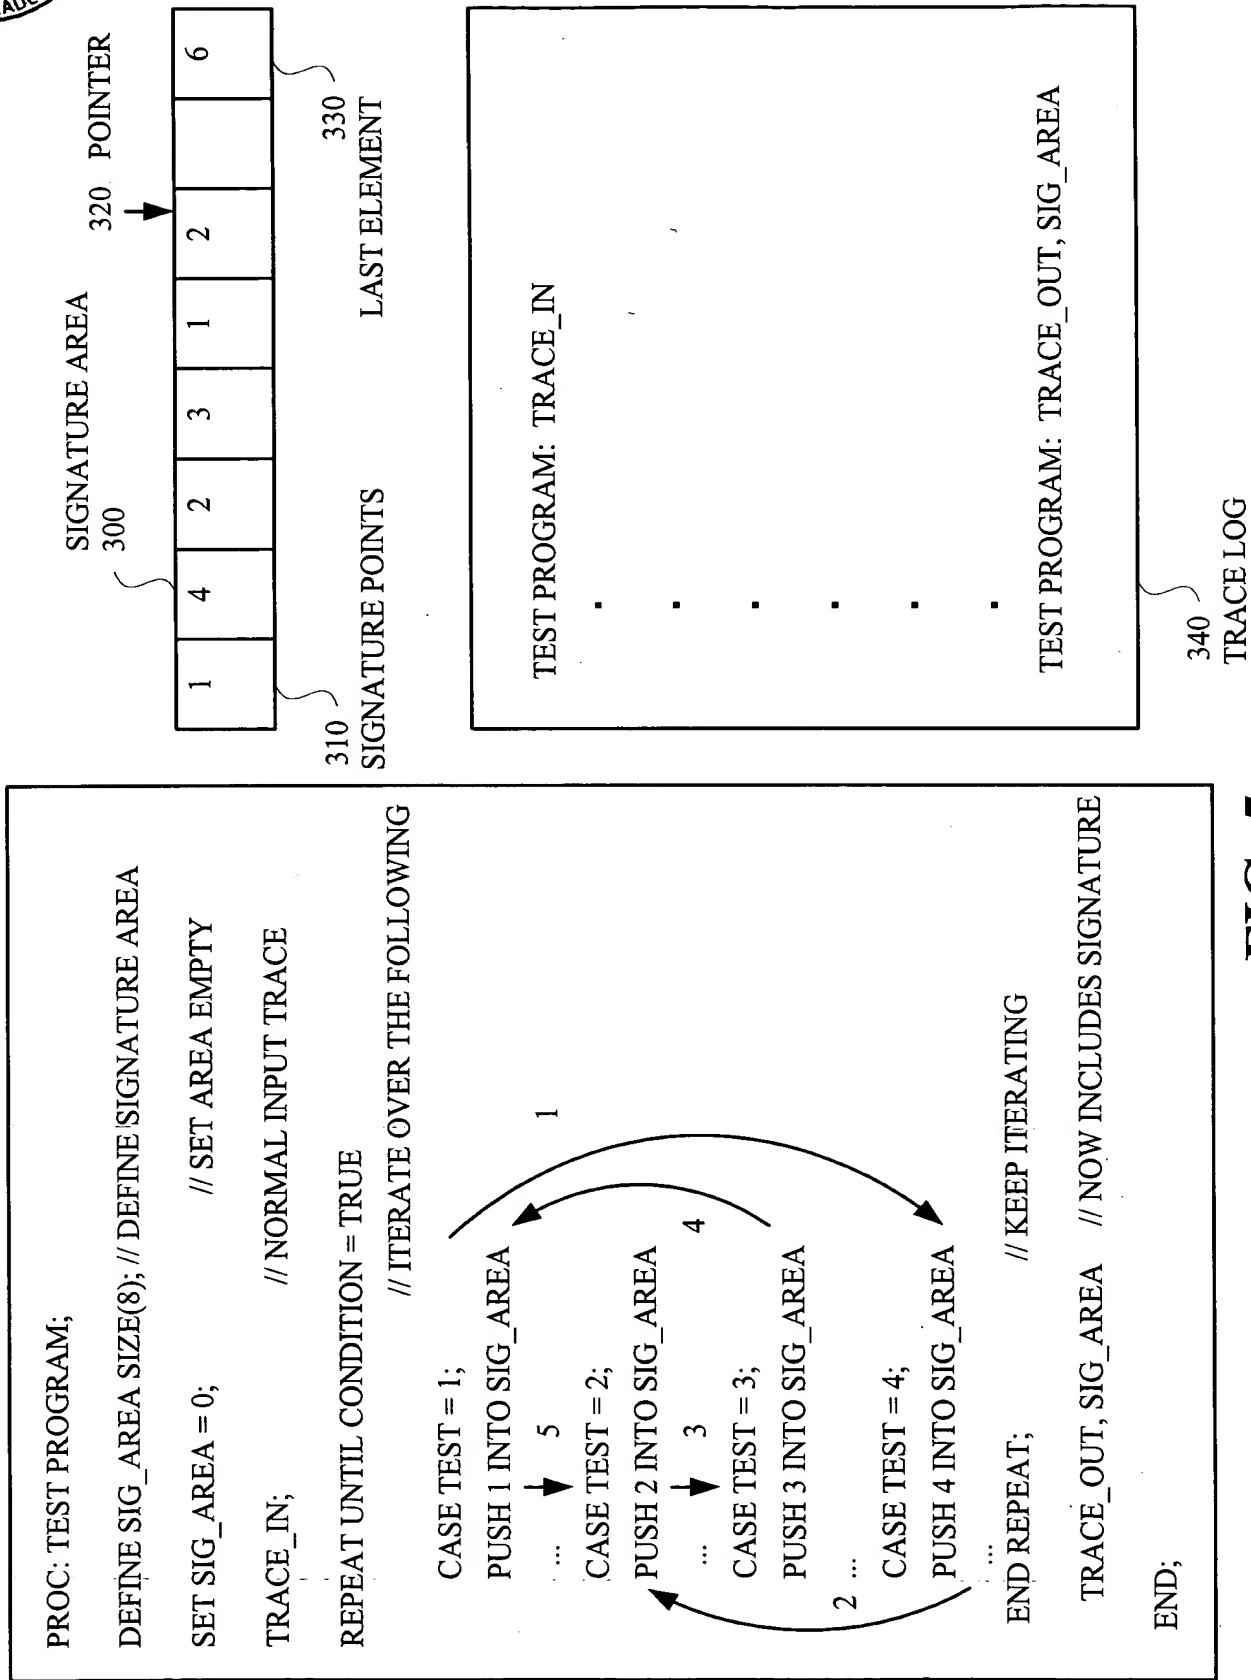 PROC: TEST PROGRAM;
DEFINE SIG_AREA SIZE(8); // DEFINE SIGNATURE AREA
SET SIG_AREA = 0; // SET AREA EMPTY
TRACE_IN; // NORMAL INPUT TRACE
REPEAT UNTIL CONDITION = TRUE
// ITERATE OVER THE FOLLOWING
CASE TEST = 1;
PUSH 1 INTO SIG_AREA
1
... 5
CASE TEST = 2;
PUSH 2 INTO SIG_AREA
4
... 3
CASE TEST = 3;
PUSH 3 INTO SIG_AREA
2 ...
CASE TEST = 4;
PUSH 4 INTO SIG_AREA
...
END REPEAT; // KEEP ITERATING
TRACE_OUT, SIG_AREA // NOW INCLUDES SIGNATURE
END;
SIGNATURE AREA
300
320 POINTER
1 4 2 3 1 2 6
310
SIGNATURE POINTS
330
LAST ELEMENT
TEST PROGRAM: TRACE_IN
TEST PROGRAM: TRACE_OUT, SIG_AREA
340
TRACE LOG